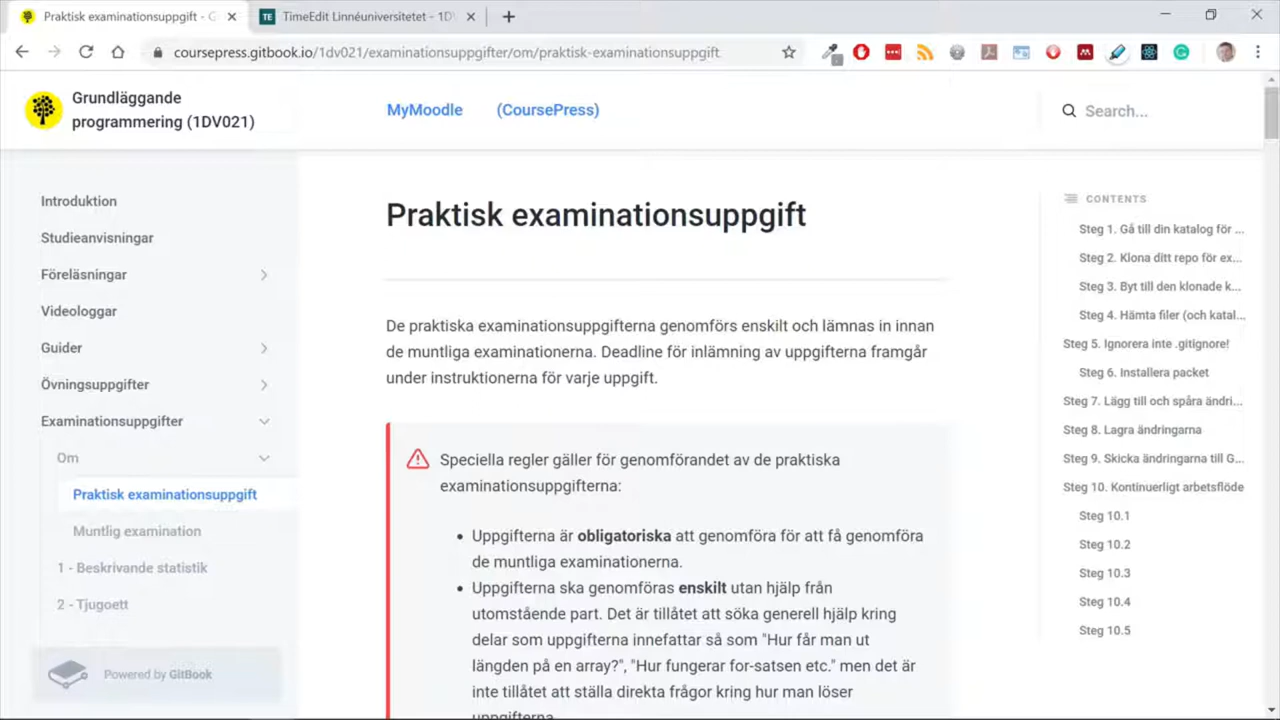 Praktisk examinationsuppgift - G
TimeEdit Linnéuniversitetet - 1DV
coursepress.gitbook.io/1dv021/examinationsuppgifter/om/praktisk-examinationsuppgift
Grundläggande
programmering (1DV021)
MyMoodle
(CoursePress)
Search...
Introduktion
Studieanvisningar
Föreläsningar
Videologgar
Guider
Övningsuppgifter
Examinationsuppgifter
Om
Praktisk examinationsuppgift
Muntlig examination
1 - Beskrivande statistik
2 - Tjugoett
Powered by GitBook
Praktisk examinationsuppgift
De praktiska examinationsuppgifterna genomförs enskilt och lämnas in innan
de muntliga examinationerna. Deadline för inlämning av uppgifterna framgår
under instruktionerna för varje uppgift.
Speciella regler gäller för genomförandet av de praktiska
examinationsuppgifterna:
• Uppgifterna är obligatoriska att genomföra för att få genomföra
de muntliga examinationerna.
• Uppgifterna ska genomföras enskilt utan hjälp från
utomstående part. Det är tillåtet att söka generell hjälp kring
delar som uppgifterna innefattar så som "Hur får man ut
längden på en array?", "Hur fungerar for-satsen etc." men det är
inte tillåtet att ställa direkta frågor kring hur man löser
uppgifterna.
CONTENTS
Steg 1. Gå till din katalog för ...
Steg 2. Klona ditt repo för ex...
Steg 3. Byt till den klonade k...
Steg 4. Hämta filer (och katal...
Steg 5. Ignorera inte .gitignore!
Steg 6. Installera packet
Steg 7. Lägg till och spåra ändri...
Steg 8. Lagra ändringarna
Steg 9. Skicka ändringarna till G...
Steg 10. Kontinuerligt arbetsflöde
Steg 10.1
Steg 10.2
Steg 10.3
Steg 10.4
Steg 10.5